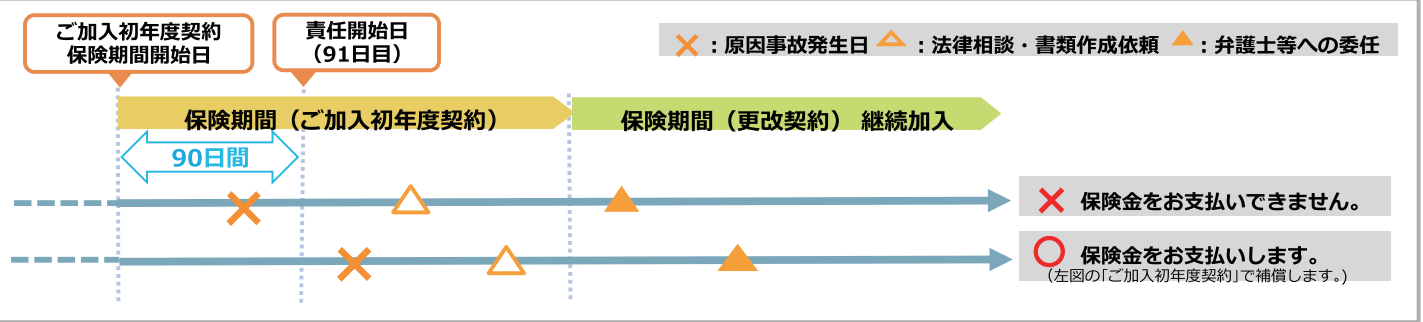 ご加入初年度契約
保険期間開始日
責任開始日
（91日目）
：原因事故発生日 ：法律相談・書類作成依頼 ：弁護士等への委任
保険期間（ご加入初年度契約）
保険期間（更改契約） 継続加入
90日間
保険金をお支払いできません。
保険金をお支払いします。
（左図の「ご加入初年度契約」で補償します。）